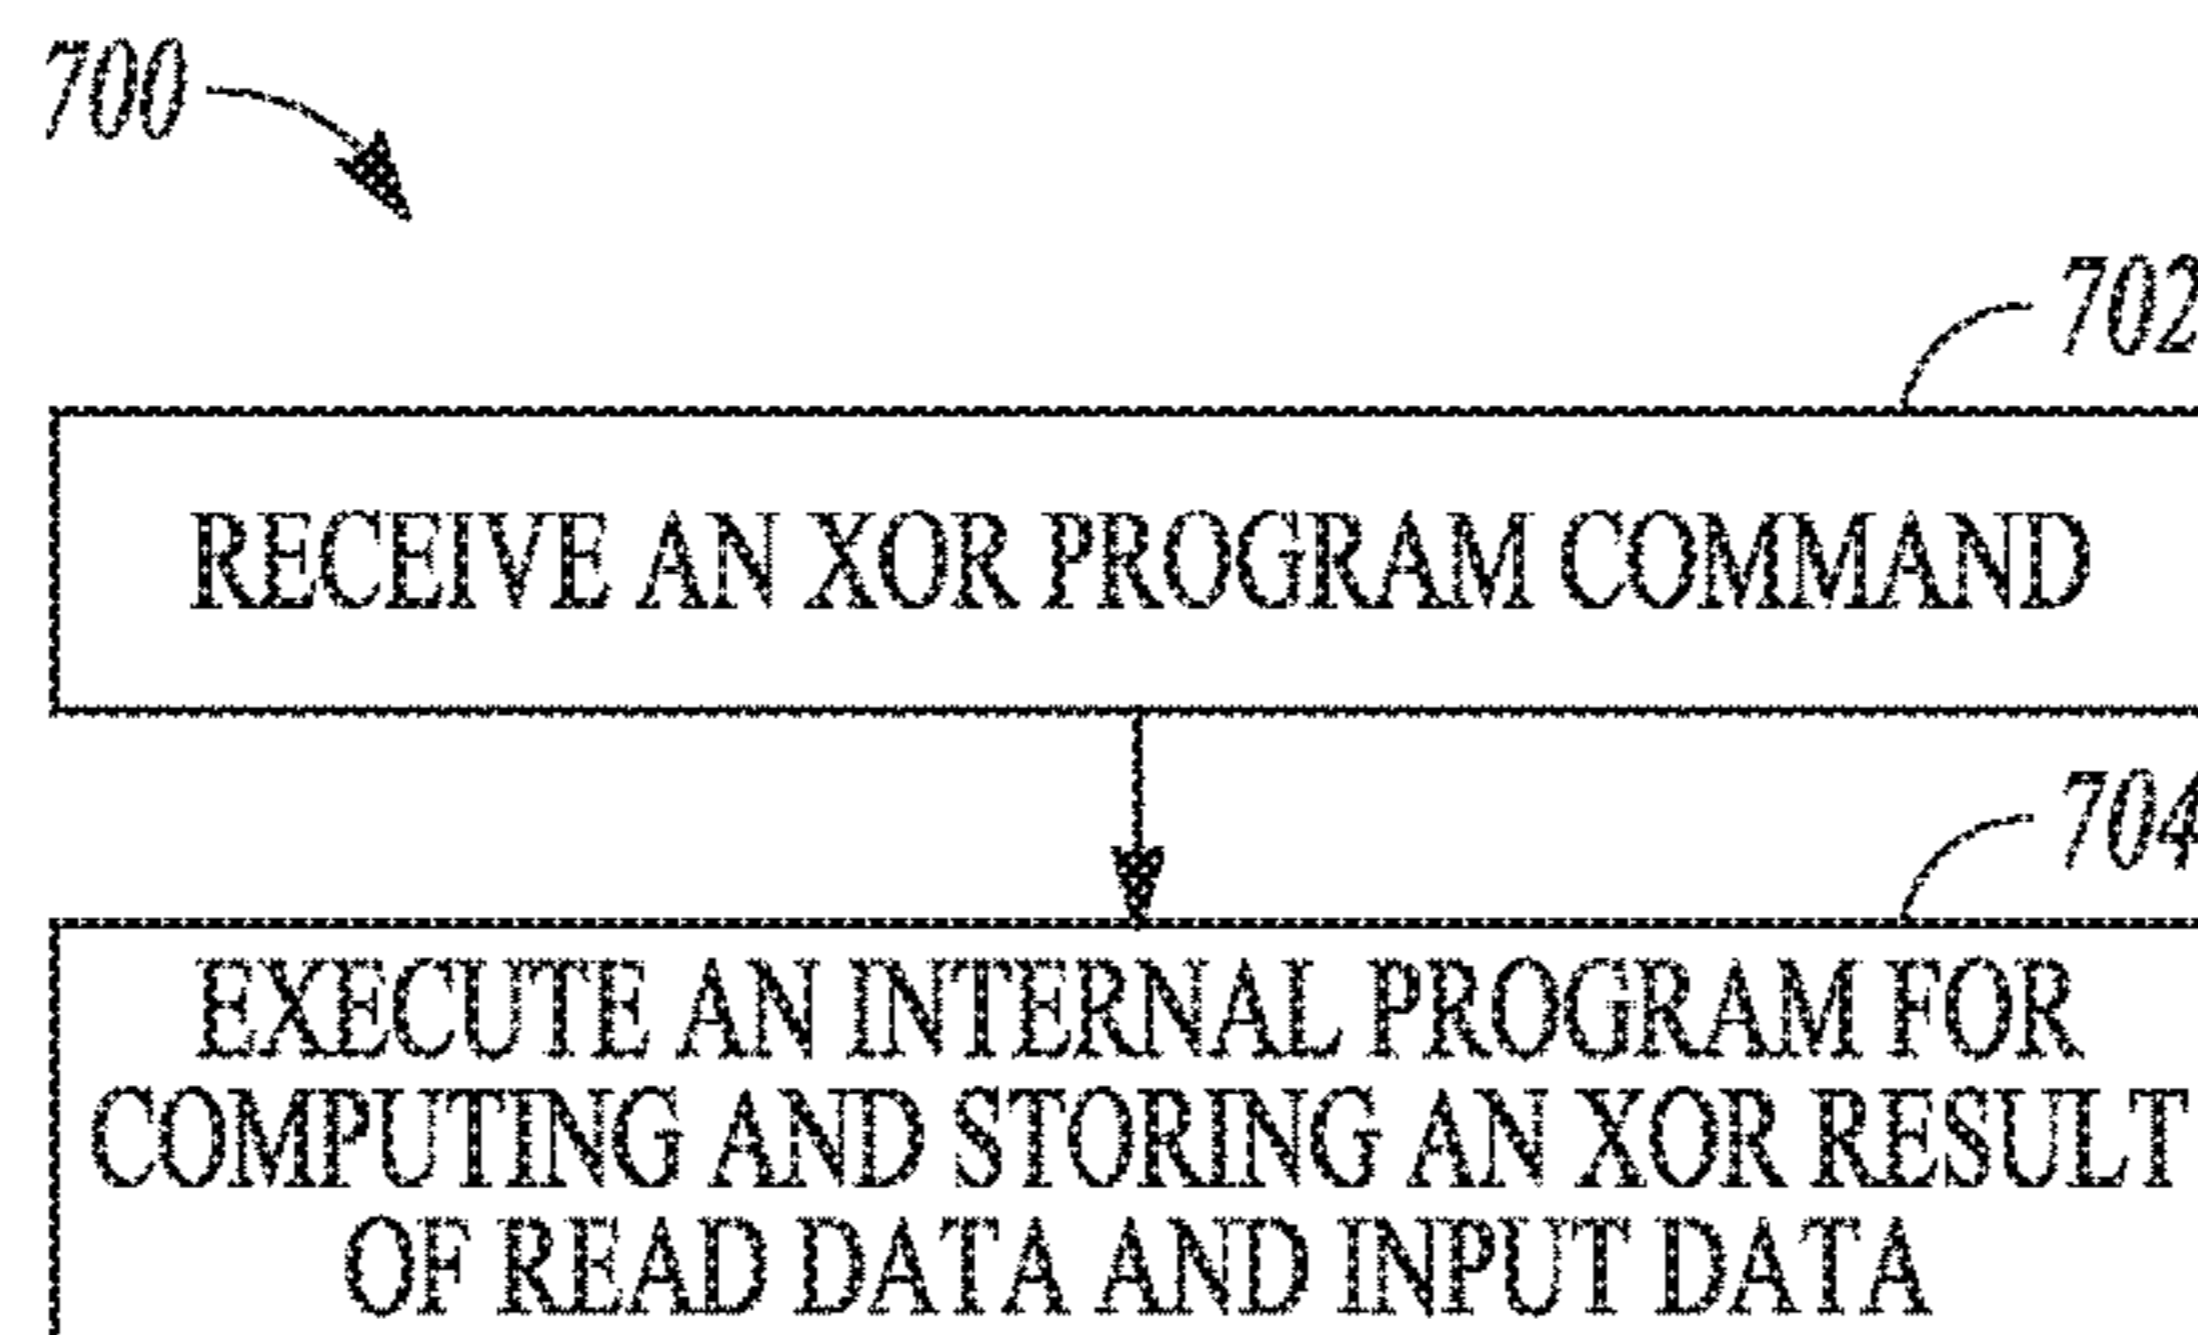 700
702
RECEIVE AN XOR PROGRAM COMMAND
704
EXECUTE AN INTERNAL PROGRAM FOR
COMPUTING AND STORING AN XOR RESULT
OF READ DATA AND INPUT DATA